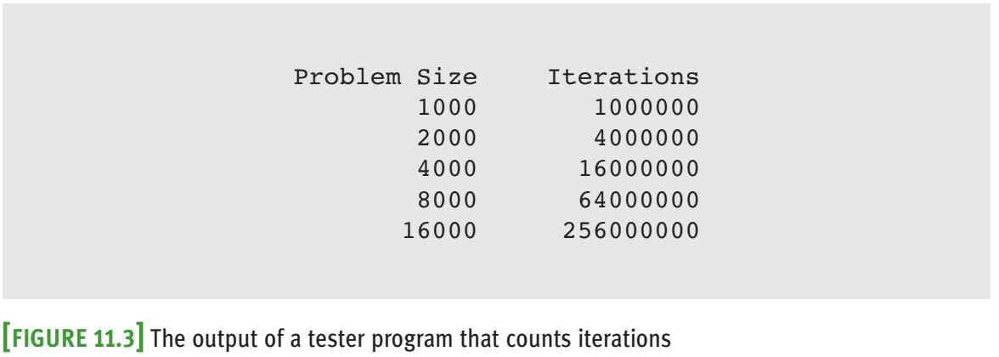 Problem Size Iterations
1000 1000000
2000 4000000
4000 16000000
8000 64000000
16000 256000000
[FIGURE 11.3] The output of a tester program that counts iterations